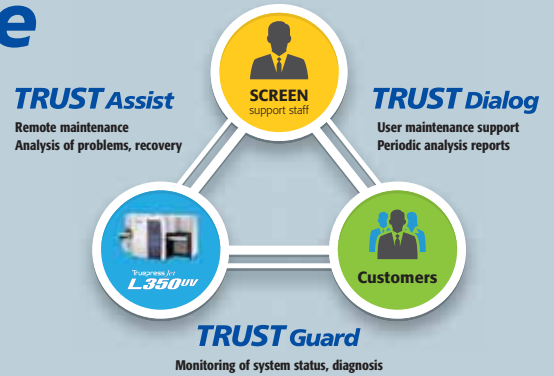 e
SCREEN
support staff
TRUST Assist
Remote maintenance
Analysis of problems, recovery
TRUST Dialog
User maintenance support
Periodic analysis reports
Truepress Jet
L350UV
Customers
TRUST Guard
Monitoring of system status, diagnosis